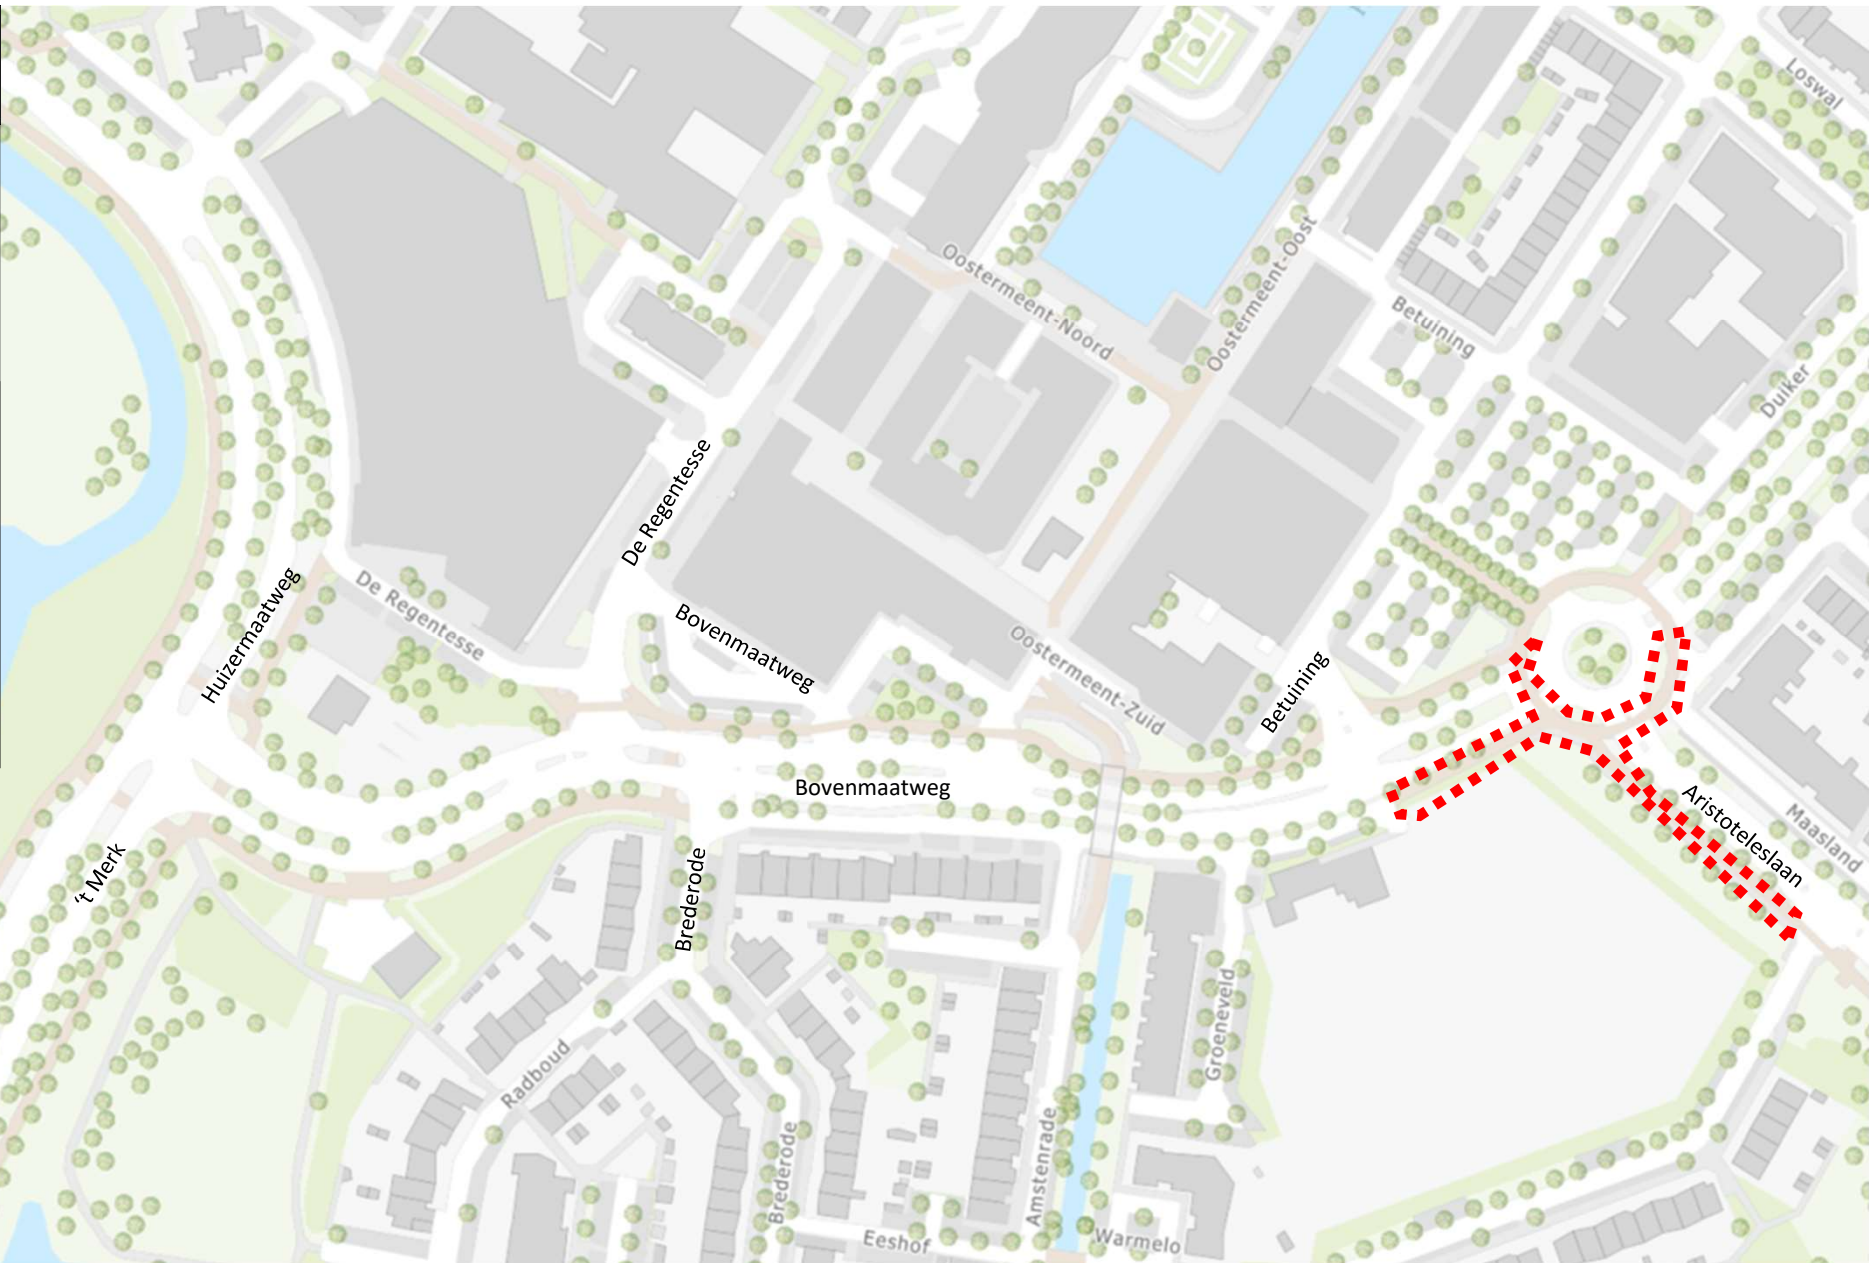 Loswal
Oostermeent-Noord
Oostermeent-Oost
Betuining
Duiker
De Regentesse
De Regentesse
Huizermaatweg
Bovenmaatweg
Oostermeent-Zuid
Betuining
Bovenmaatweg
Aristoteleslaan
Maasland
't Merk
Brederode
Groeneveld
Radboud
Brederode
Amstenrade
Eeshof
Warmelo